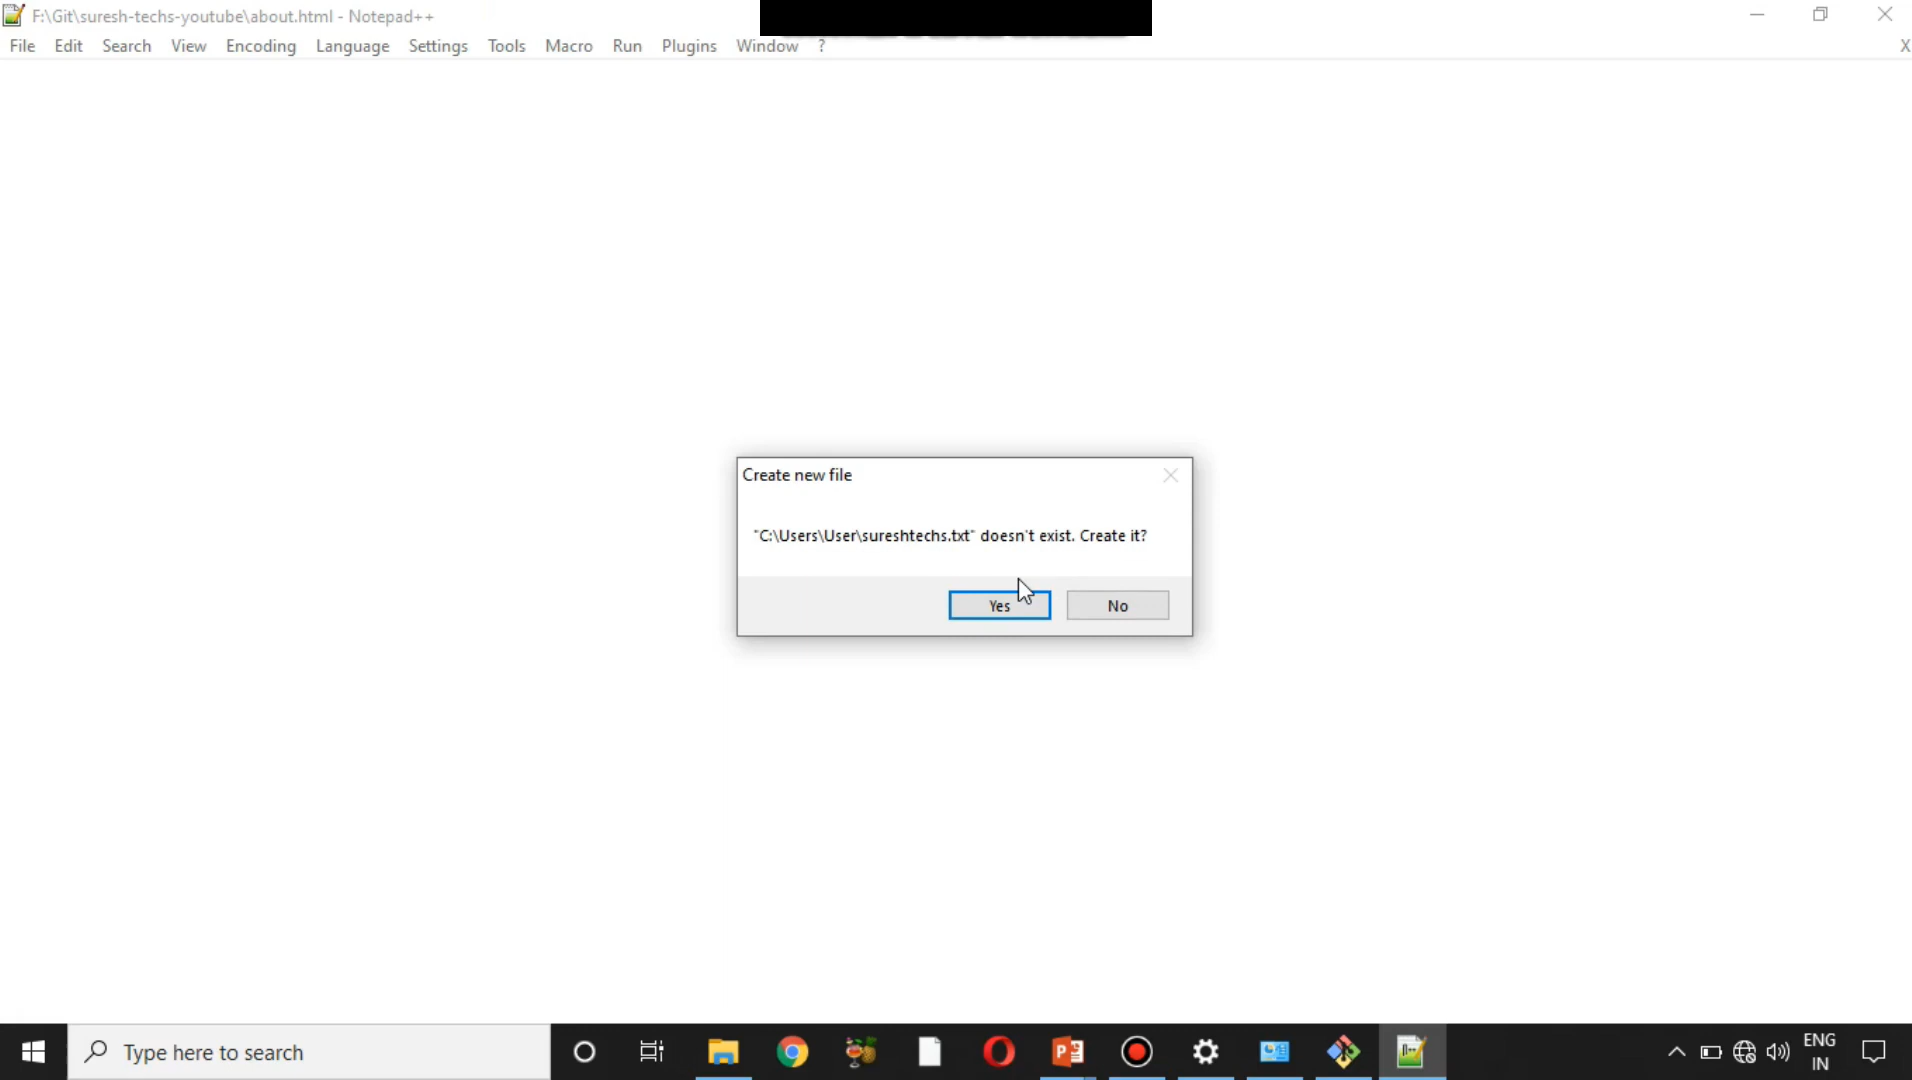 F:\Git\suresh-techs-youtube\about.html - Notepad++
File Edit Search View Encoding Language Settings Tools Macro Run Plugins Window ? X
Create new file
"C:\Users\User\sureshtechs.txt" doesn't exist. Create it?
Yes No
Type here to search
ENG
IN